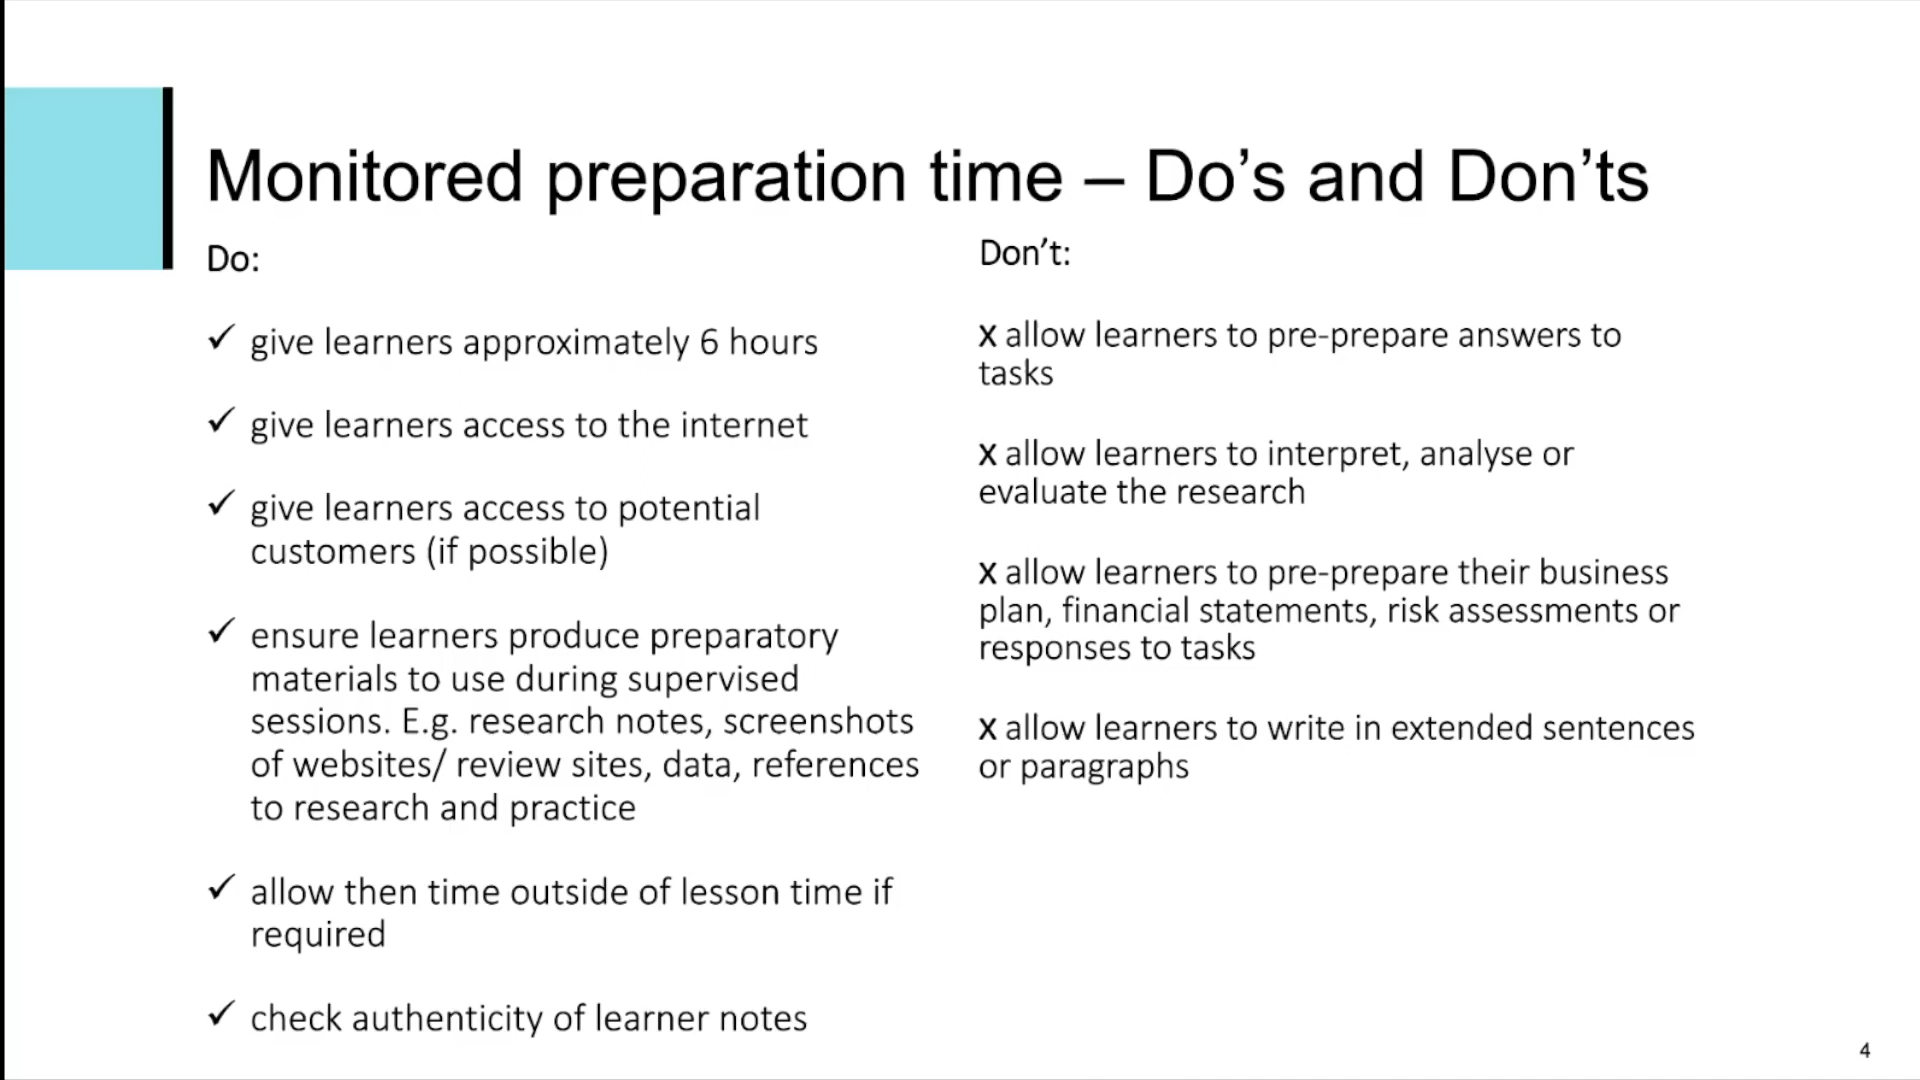 Monitored preparation time – Do’s and Don’ts
Do:
✓ give learners approximately 6 hours
✓ give learners access to the internet
✓ give learners access to potential
customers (if possible)
✓ ensure learners produce preparatory
materials to use during supervised
sessions. E.g. research notes, screenshots
of websites/ review sites, data, references
to research and practice
✓ allow then time outside of lesson time if
required
✓ check authenticity of learner notes
Don’t:
x allow learners to pre-prepare answers to
tasks
x allow learners to interpret, analyse or
evaluate the research
x allow learners to pre-prepare their business
plan, financial statements, risk assessments or
responses to tasks
x allow learners to write in extended sentences
or paragraphs
4